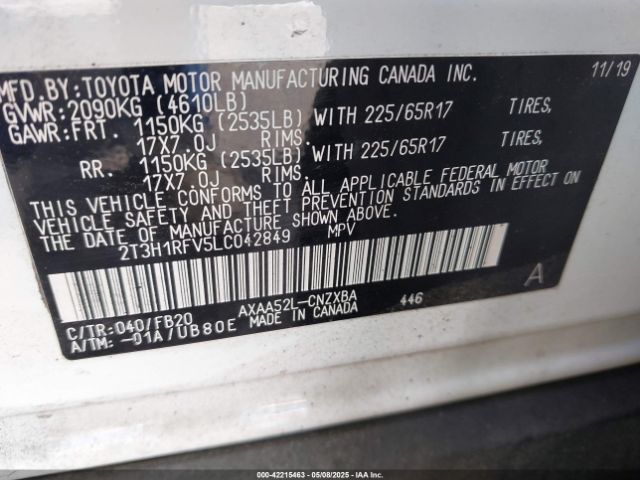 MFD.BY:TOYOTA MOTOR MANUFACTURING CANADA INC. 11/19
GVWR:2090KG (4610LB)
GAWR:FRT. 1150KG (2535LB) WITH 225/65R17 TIRES,
17X7.0J RIMS.
RR. 1150KG (2535LB) WITH 225/65R17 TIRES,
17X7.0J RIMS.
THIS VEHICLE CONFORMS TO ALL APPLICABLE FEDERAL MOTOR
VEHICLE SAFETY AND THEFT PREVENTION STANDARDS IN EFFECT ON
THE DATE OF MANUFACTURE SHOWN ABOVE.
2T3H1RFV5LC042849 MPV
A
C/TR:040/FB20 AXAA52L-CNZXBA 446
A/TM:-01A/UB80E MADE IN CANADA
000-42215463 05/08/2025 IAA Inc.